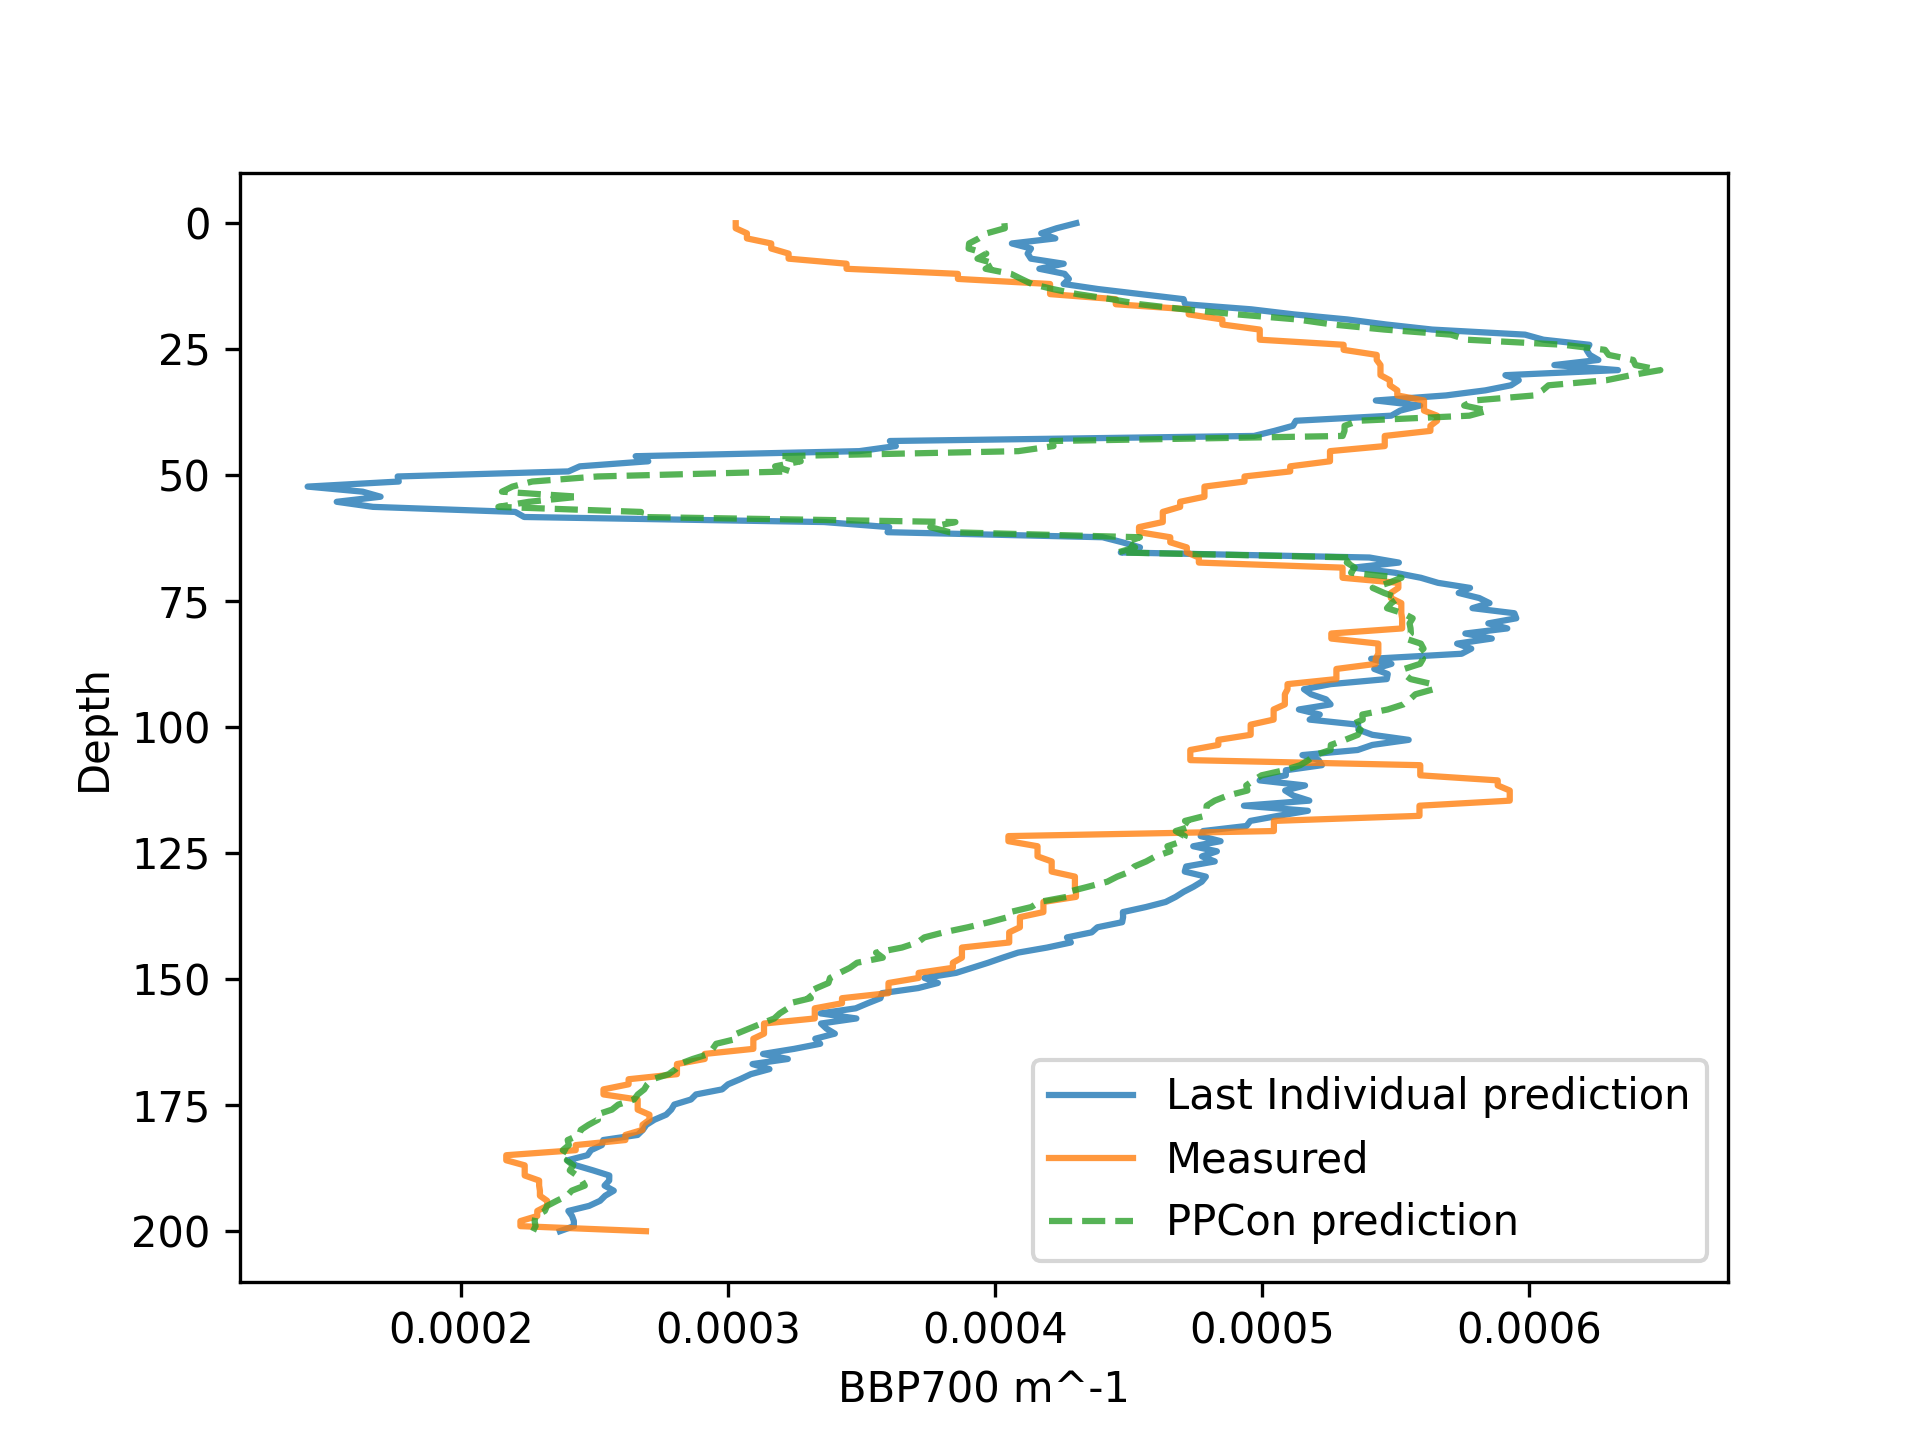 0
25
50
75
100
125
150
175
200
Depth
0.0002 0.0003 0.0004 0.0005 0.0006
BBP700 m^-1
Last Individual prediction
Measured
PPCon prediction